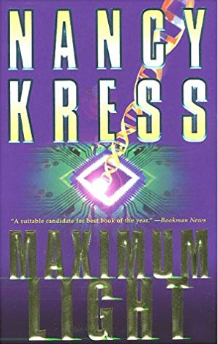 NANCY
KRESS
"A suitable candidate for best book of the year."—Bookman News
MAXIMUM
LIGHT